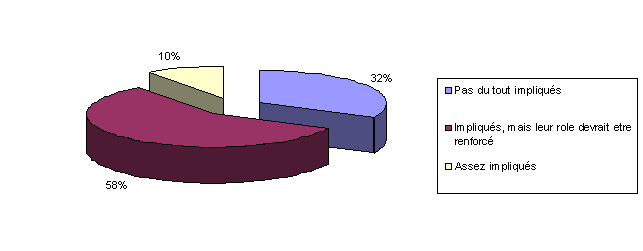 10%
32%
58%
Pas du tout impliqués
Impliqués, mais leur role devrait etre
renforcé
Assez impliqués